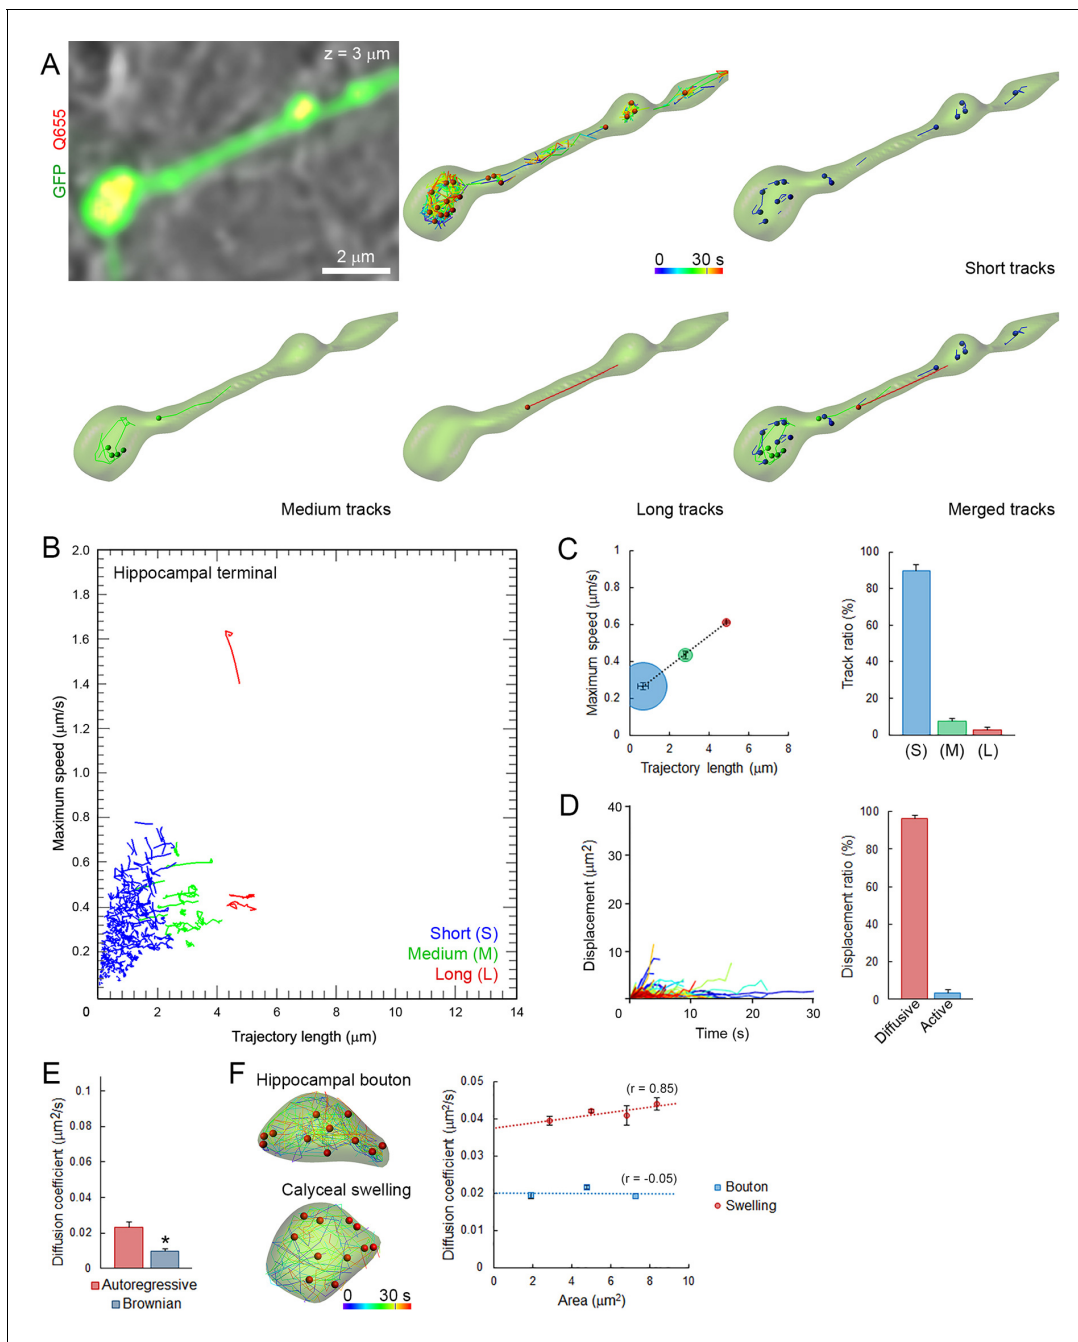 A
GFP Q655
z = 3 μm
2 μm
0 30 s
Short tracks
Medium tracks
Long tracks
Merged tracks
B
Hippocampal terminal
Maximum speed (μm/s)
2.0
1.8
1.6
1.4
1.2
1.0
0.8
0.6
0.4
0.2
0 2 4 6 8 10 12 14
Trajectory length (μm)
Short (S)
Medium (M)
Long (L)
C
Maximum speed (μm/s)
1
0.8
0.6
0.4
0.2
0
0 2 4 6 8
Trajectory length (μm)
Track ratio (%)
100
80
60
40
20
0
(S) (M) (L)
D
Displacement (μm2)
40
30
20
10
0
0 10 20 30
Time (s)
Displacement ratio (%)
100
80
60
40
20
0
Diffusive
Active
E
Diffusion coefficient (μm²/s)
0.1
0.08
0.06
0.04
0.02
0
*
Autoregressive
Brownian
F
Hippocampal bouton
Calyceal swelling
0 30 s
Diffusion coefficient (μm²/s)
0.05
0.04
0.03
0.02
0.01
0.00
(r = 0.85)
(r = -0.05)
Bouton
Swelling
0 2 4 6 8 10
Area (μm²)